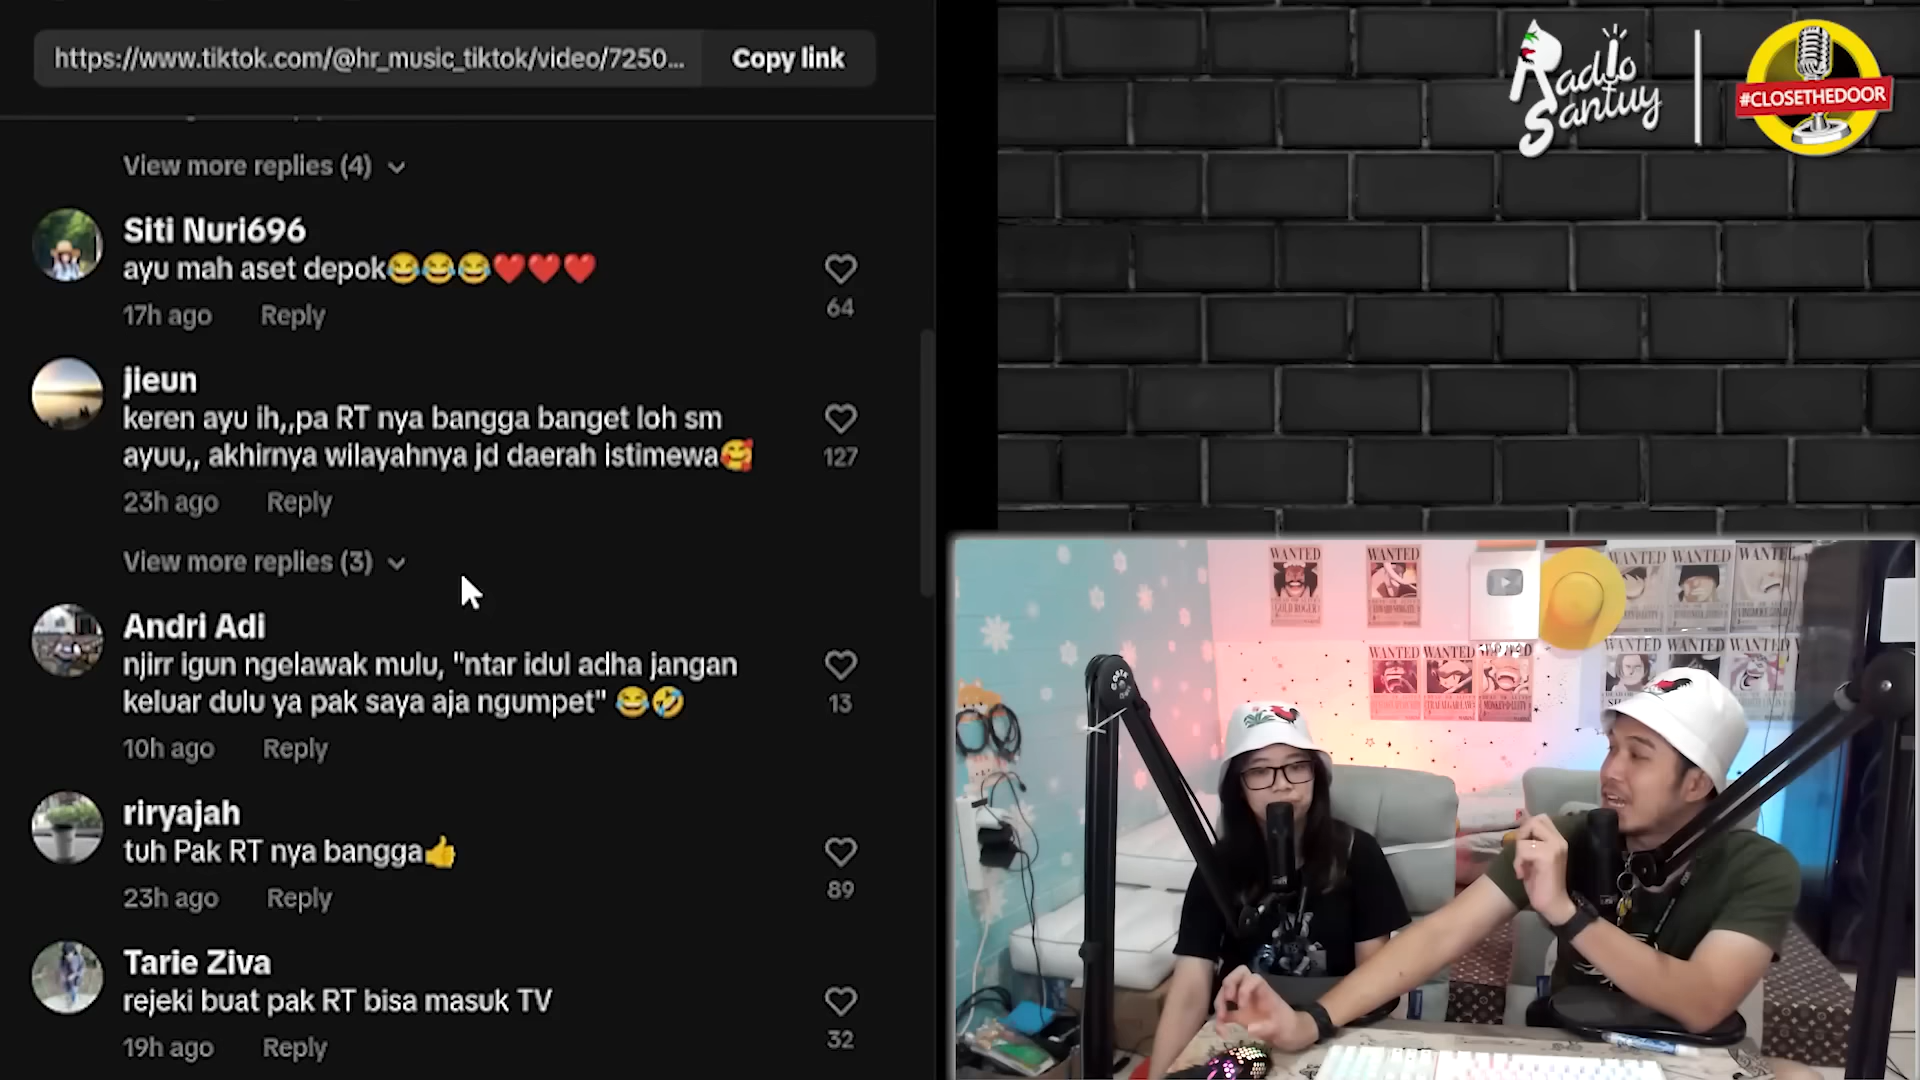 https://www.tiktok.com/@hr_music_tiktok/video/7250...
Copy link
View more replies (4)
Siti Nuri696
ayu mah aset depok😂😂😂❤️❤️❤️
64
17h ago Reply
jieun
keren ayu ih,,pa RT nya bangga banget loh sm
ayuu,, akhirnya wilayahnya jd daerah istimewa🥰
127
23h ago Reply
View more replies (3)
Andri Adi
njirr igun ngelawak mulu, "ntar idul adha jangan
keluar dulu ya pak saya aja ngumpet" 😂🤣
13
10h ago Reply
riryajah
tuh Pak RT nya bangga👍
89
23h ago Reply
Tarie Ziva
rejeki buat pak RT bisa masuk TV
32
19h ago Reply
Radio
Santuy
#CLOSETHEDOOR
WANTED
WANTED
GOLD ROGER
WANTED
WANTED
WANTED
WANTED
WANTED
WANTED
WANTED
WANTED
WANTED